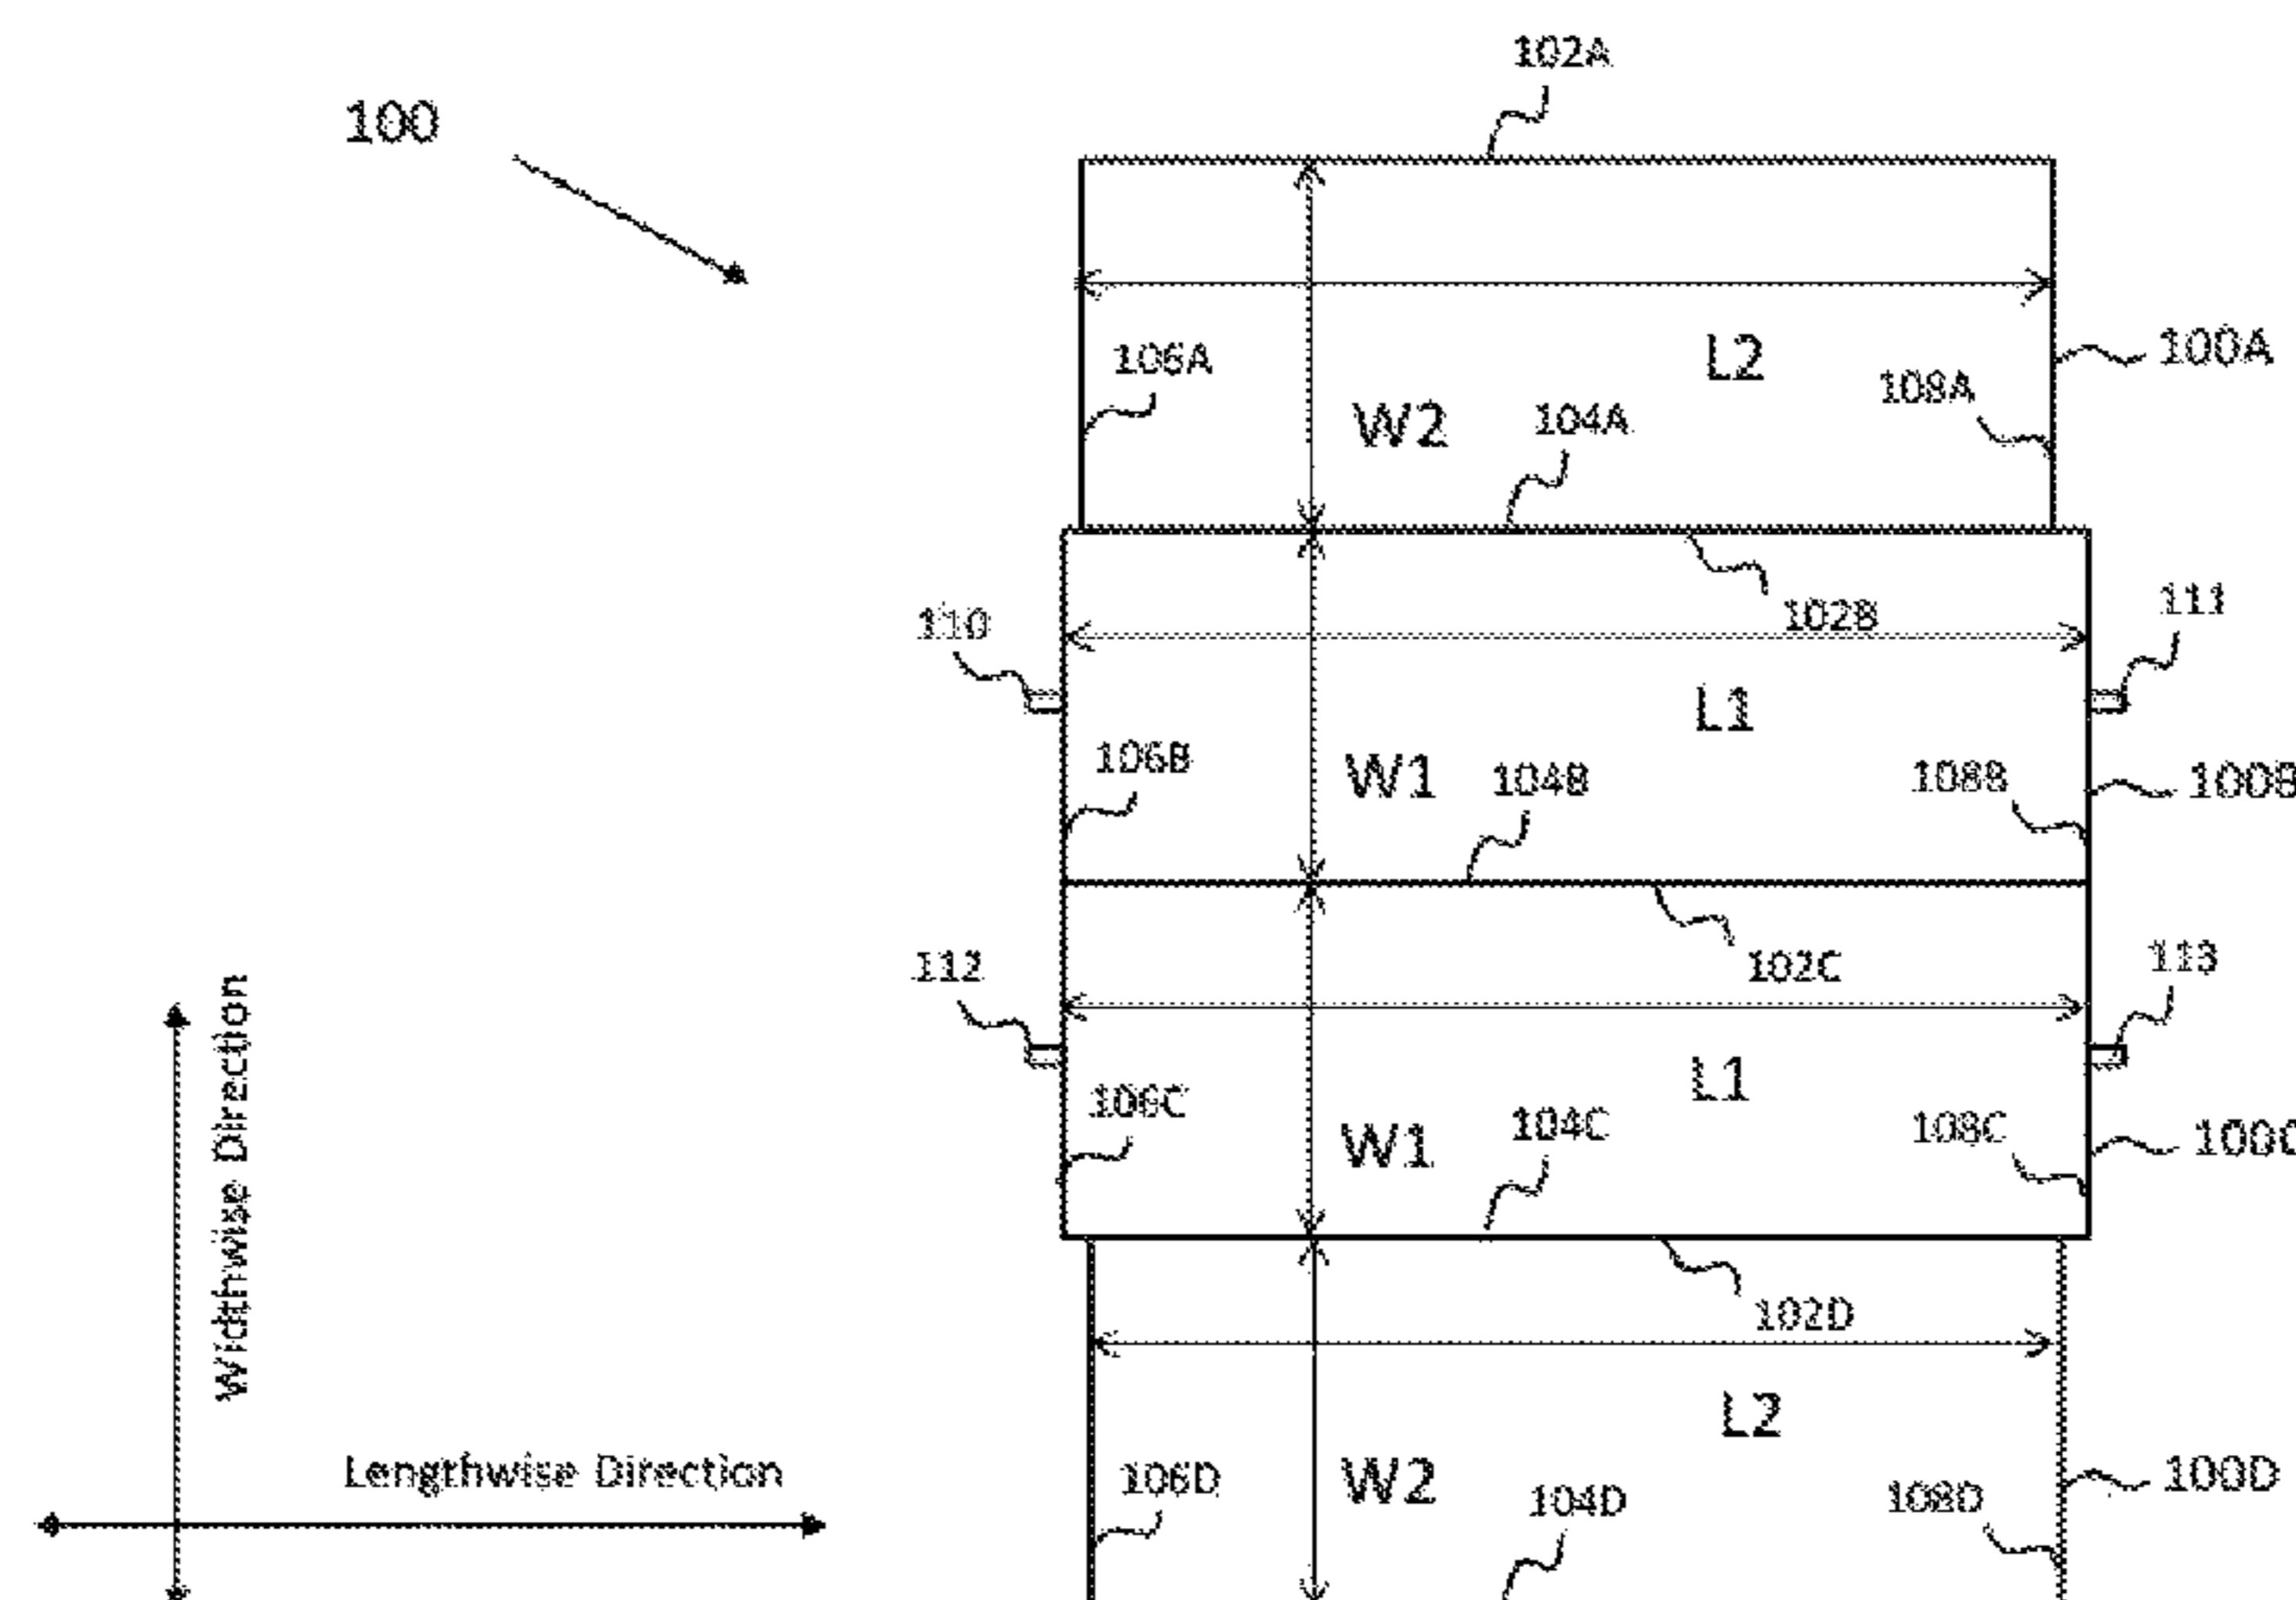 102A
100
L2
106A
100A
108A
W2
104A
110
102B
111
L1
106B
W1
104B
108B
100B
112
102C
113
L1
106C
W1
104C
108C
100C
Widthwise Direction
102D
L2
Lengthwise Direction
106D
W2
104D
108D
100D